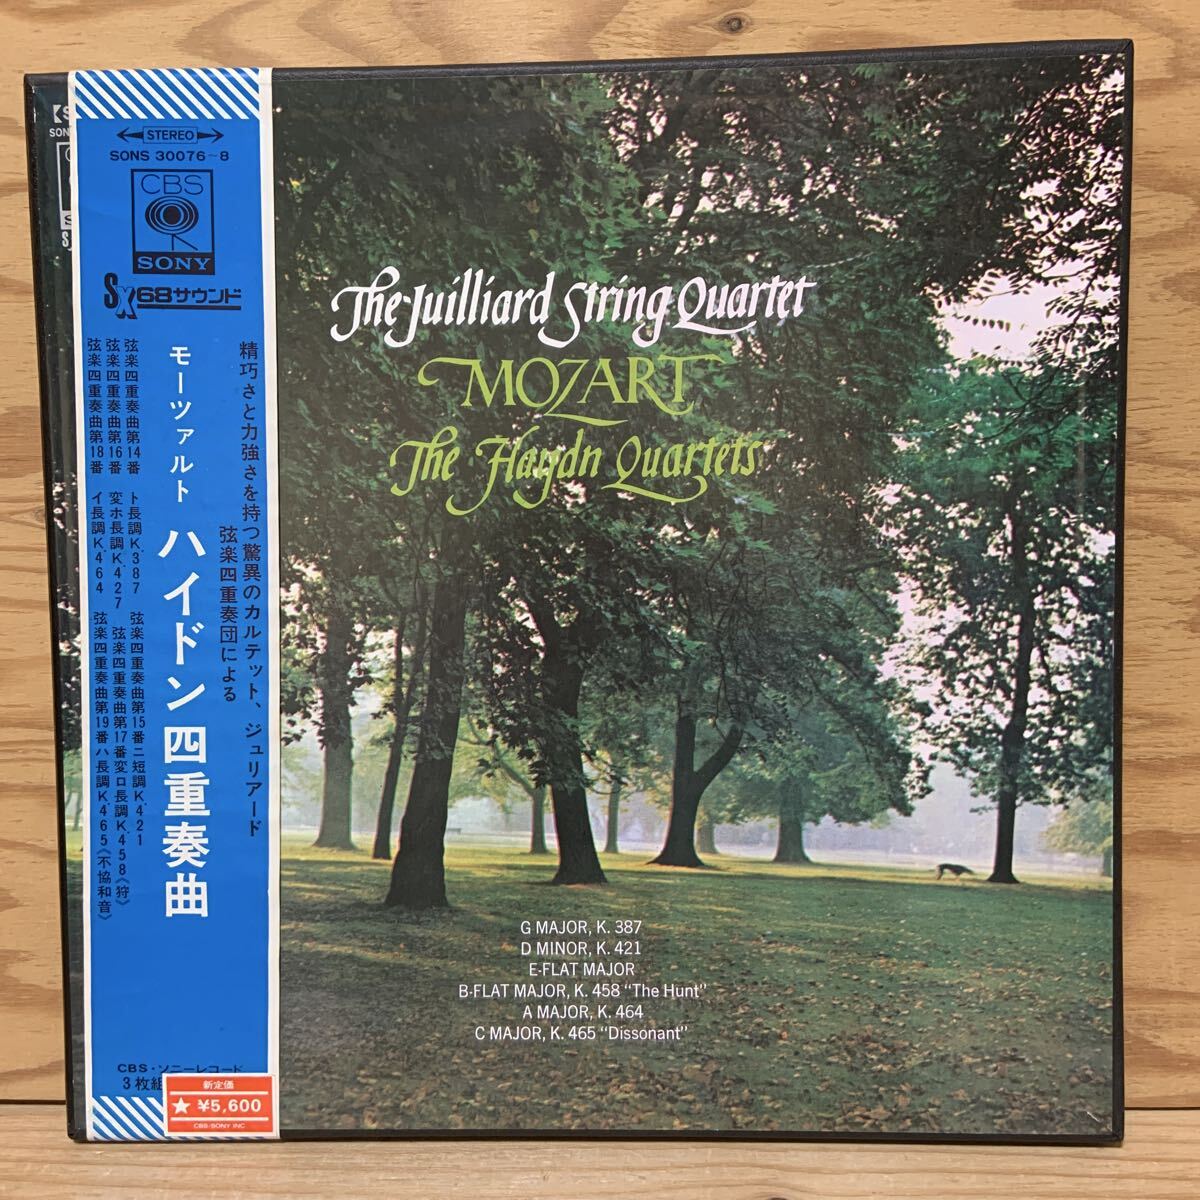 STEREO
SONS 30076~8
CBS
SONY
SX68サウンド
精巧さと力強さを持つ驚異のカルテット、ジュリアード
弦楽四重奏団による
モーツァルト ハイドン四重奏曲
弦楽四重奏曲第14番 ト長調K.387 弦楽四重奏曲第15番ニ短調K.421
弦楽四重奏曲第16番 変ホ長調K.427 弦楽四重奏曲第17番変ロ長調K.458《狩》
弦楽四重奏曲第18番 イ長調K.464 弦楽四重奏曲第19番ハ長調K.465《不協和音》
CBS・ソニーレコード
3枚組
新定価
★ ¥5,600
CBS/SONY INC
The Juilliard String Quartet
MOZART
The Haydn Quartets
G MAJOR, K. 387
D MINOR, K. 421
E-FLAT MAJOR
B-FLAT MAJOR, K. 458 "The Hunt"
A MAJOR, K. 464
C MAJOR, K. 465 "Dissonant"